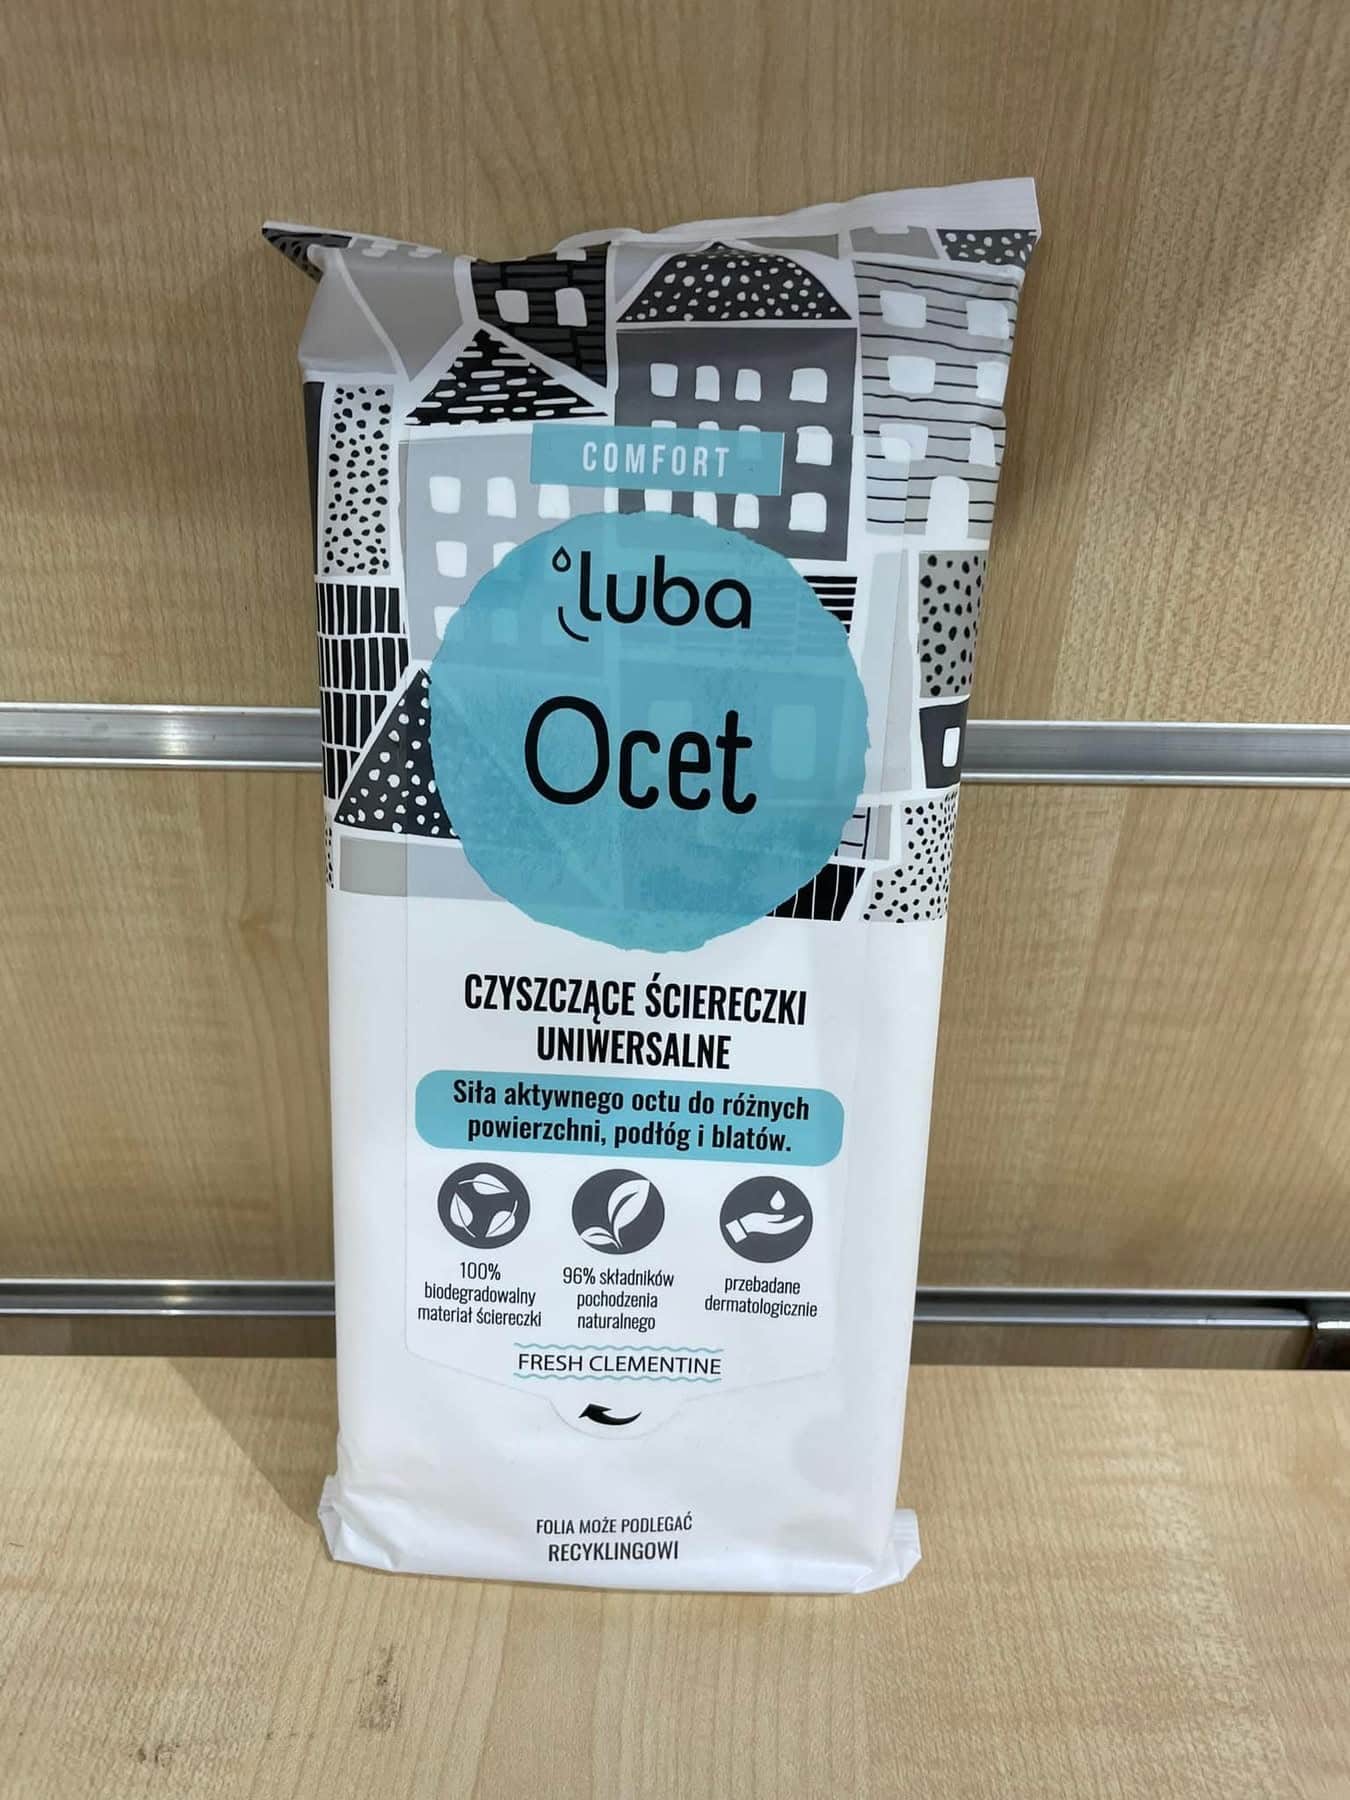 COMFORT
luba
Ocet
CZYSZCZĄCE ŚCIERECZKI
UNIWERSALNE
Siła aktywnego octu do różnych
powierzchni, podłóg i blatów.
100%
biodegradowalny
materiał ściereczki
96% składników
pochodzenia
naturalnego
przebadane
dermatologicznie
FRESH CLEMENTINE
FOLIA MOŻE PODLEGAĆ
RECYKLINGOWI